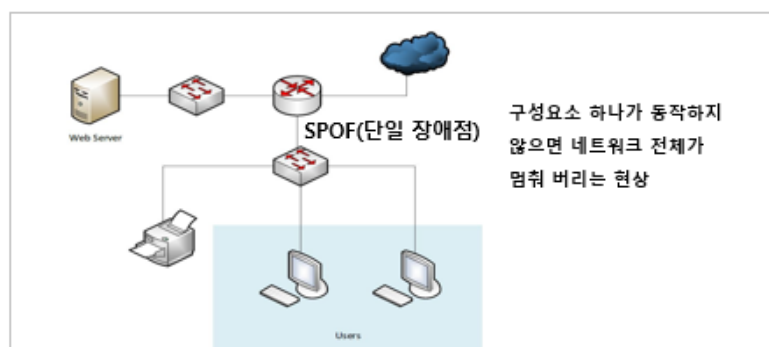 Web Server
SPOF(단일 장애점)
구성요소 하나가 동작하지
않으면 네트워크 전체가
멈춰 버리는 현상
Users